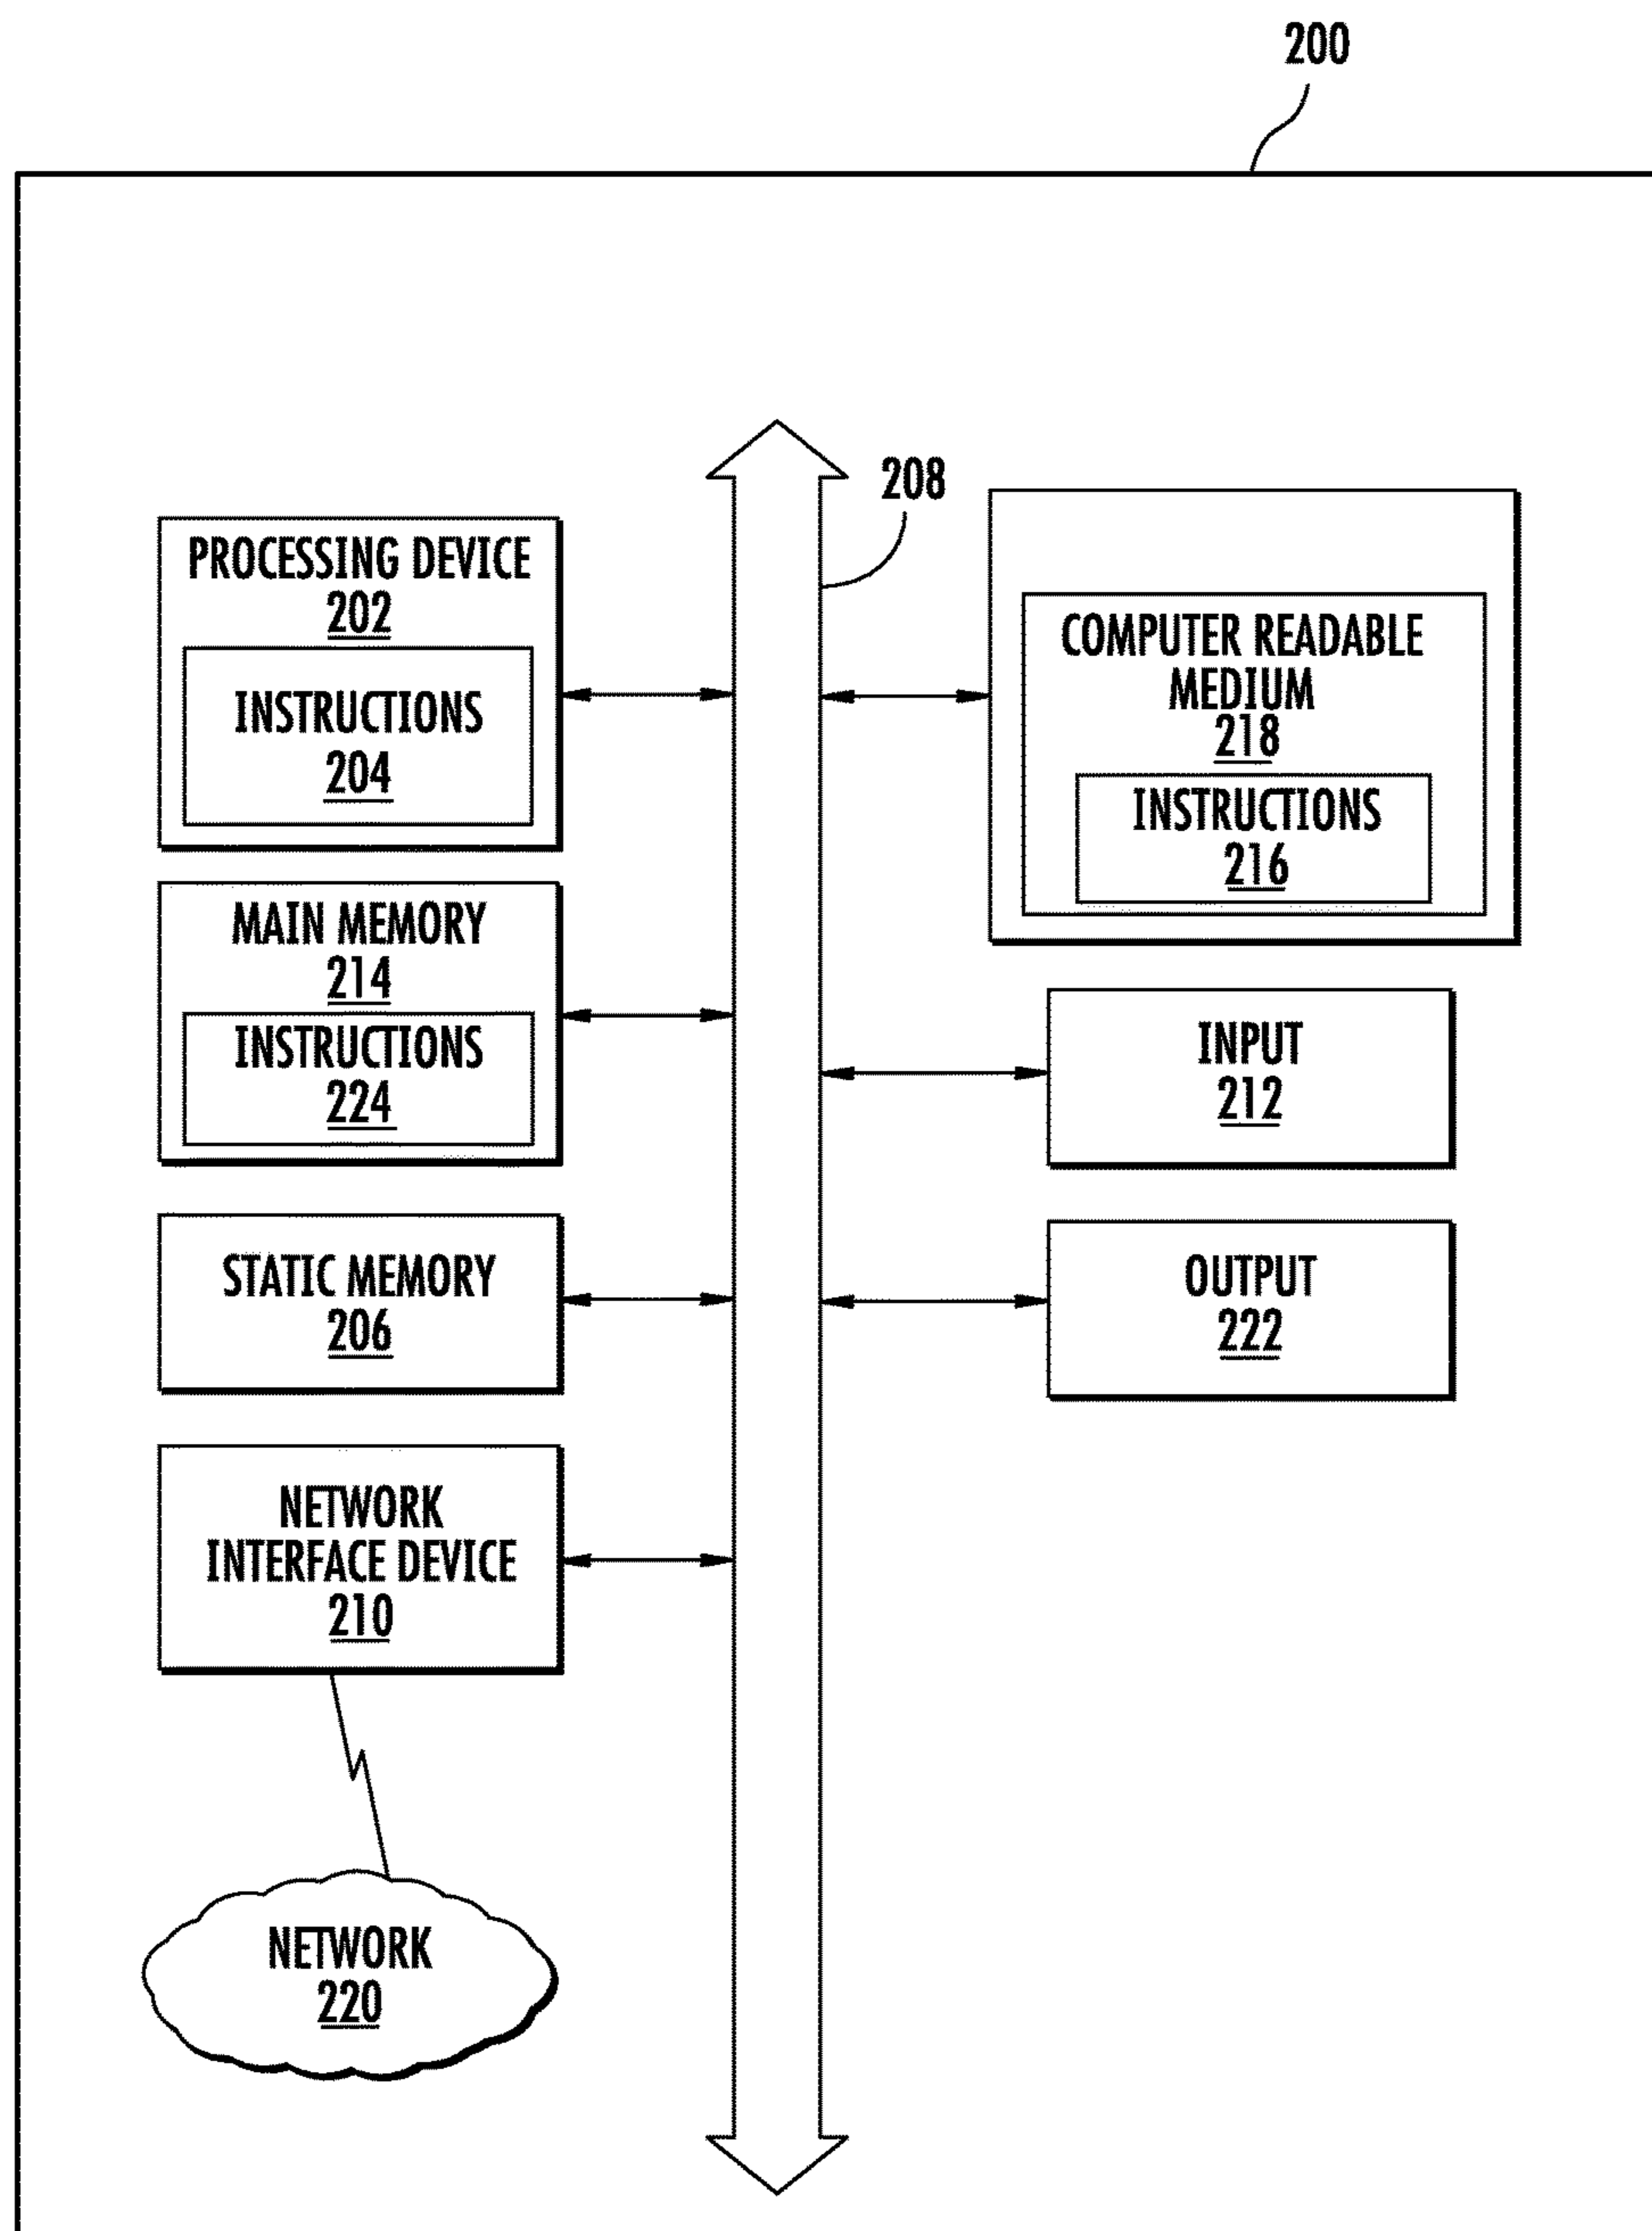 200
208
PROCESSING DEVICE
202
INSTRUCTIONS
204
MAIN MEMORY
214
INSTRUCTIONS
224
STATIC MEMORY
206
NETWORK
INTERFACE DEVICE
210
NETWORK
220
COMPUTER READABLE
MEDIUM
218
INSTRUCTIONS
216
INPUT
212
OUTPUT
222